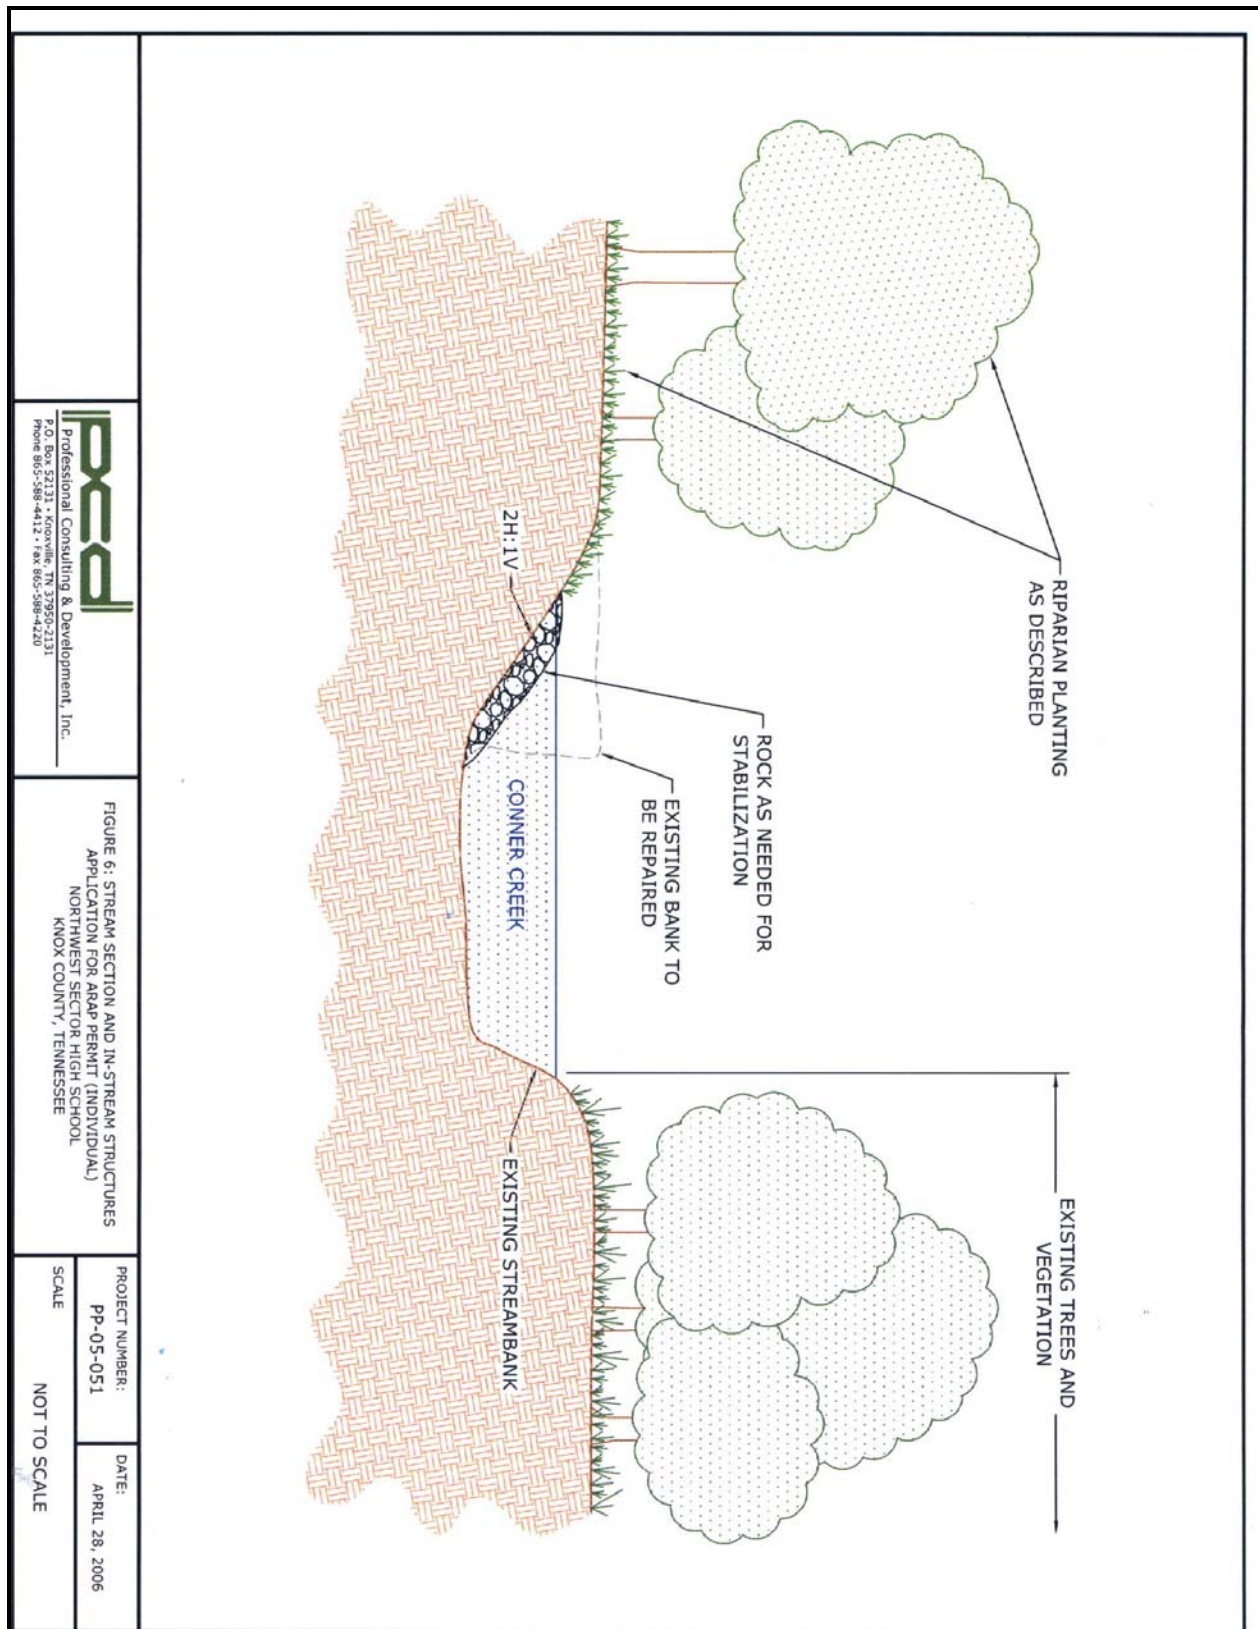 RIPARIAN PLANTING
AS DESCRIBED
EXISTING TREES AND
VEGETATION
ROCK AS NEEDED FOR
STABILIZATION
EXISTING BANK TO
BE REPAIRED
2H:1V
CONNER CREEK
EXISTING STREAMBANK
pcd
Professional Consulting & Development, Inc.
P.O. Box 52131 • Knoxville, TN 37950-2131
Phone 865-588-4412 • Fax 865-588-4220
FIGURE 6: STREAM SECTION AND IN-STREAM STRUCTURES
APPLICATION FOR ARAP PERMIT (INDIVIDUAL)
NORTHWEST SECTOR HIGH SCHOOL
KNOX COUNTY, TENNESSEE
PROJECT NUMBER:
PP-05-051
DATE:
APRIL 28, 2006
SCALE
NOT TO SCALE